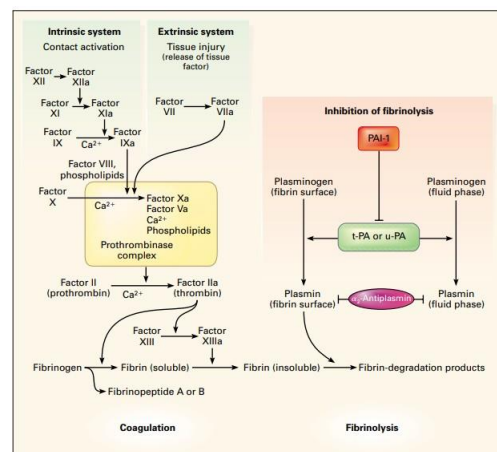 Intrinsic system
Contact activation
Extrinsic system
Tissue injury
(release of tissue
factor)
Factor
XII
Factor
XIIa
Factor
XI
Factor
XIa
Factor
IX
Ca2+
Factor
IXa
Factor
VII
Factor
VIIa
Factor VIII,
phospholipids
Factor
X
Ca2+
Factor Xa
Factor Va
Ca2+
Phospholipids
Prothrombinase
complex
Factor II
(prothrombin)
Ca2+
Factor IIa
(thrombin)
Factor
XIII
Factor
XIIIa
Fibrinogen
Fibrin (soluble)
Fibrin (insoluble)
Fibrin-degradation products
Fibrinopeptide A or B
Coagulation
Inhibition of fibrinolysis
PAI-1
Plasminogen
(fibrin surface)
Plasminogen
(fluid phase)
t-PA or u-PA
Plasmin
(fibrin surface)
α2-Antiplasmin
Plasmin
(fluid phase)
Fibrinolysis